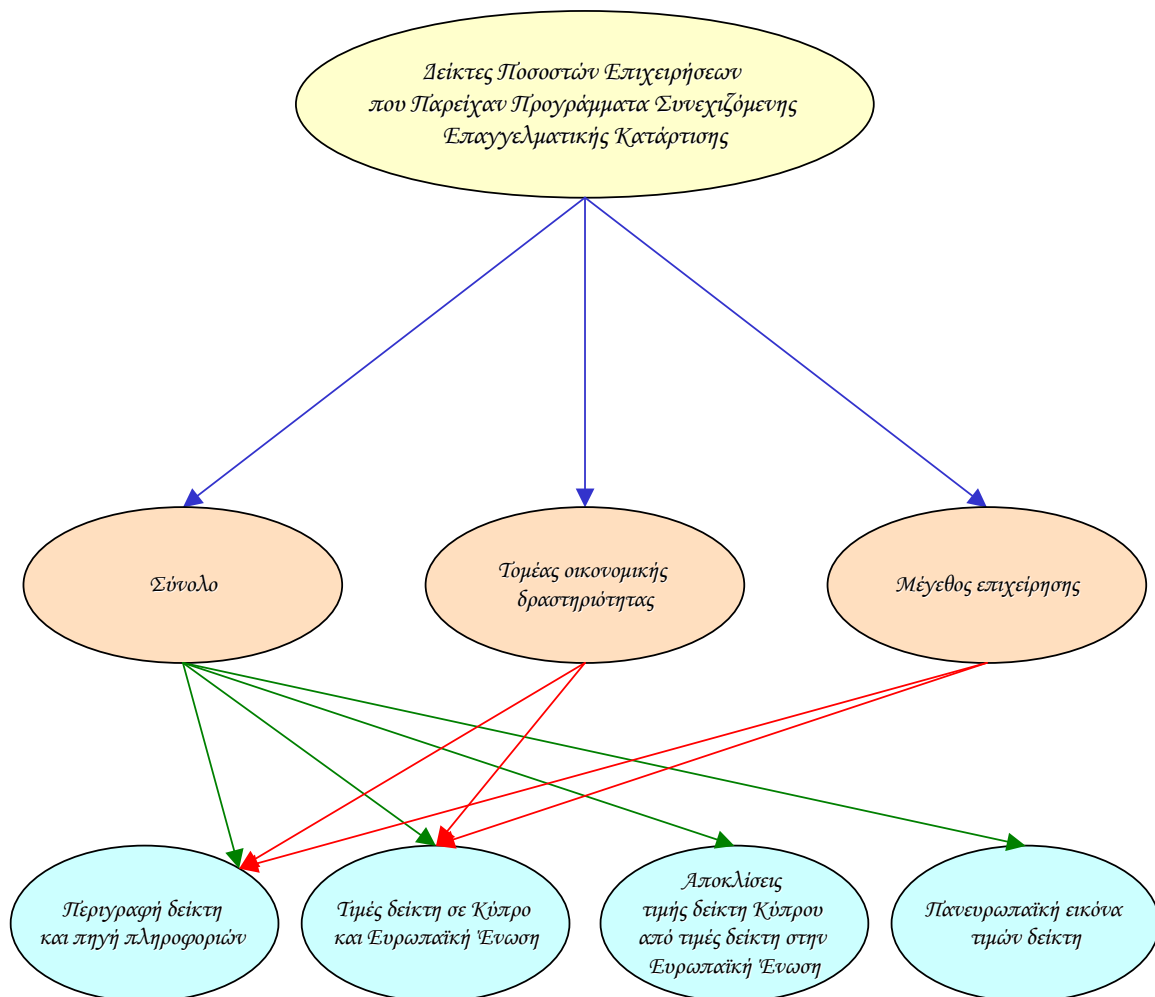 Δείκτες Ποσοστών Επιχειρήσεων
που Παρείχαν Προγράμματα Συνεχιζόμενης
Επαγγελματικής Κατάρτισης
Σύνολο
Τομέας οικονομικής
δραστηριότητας
Μέγεθος επιχείρησης
Περιγραφή δείκτη
και πηγή πληροφοριών
Τιμές δείκτη σε Κύπρο
και Ευρωπαϊκή Ένωση
Αποκλίσεις
τιμής δείκτη Κύπρου
από τιμές δείκτη στην
Ευρωπαϊκή Ένωση
Πανευρωπαϊκή εικόνα
τιμών δείκτη